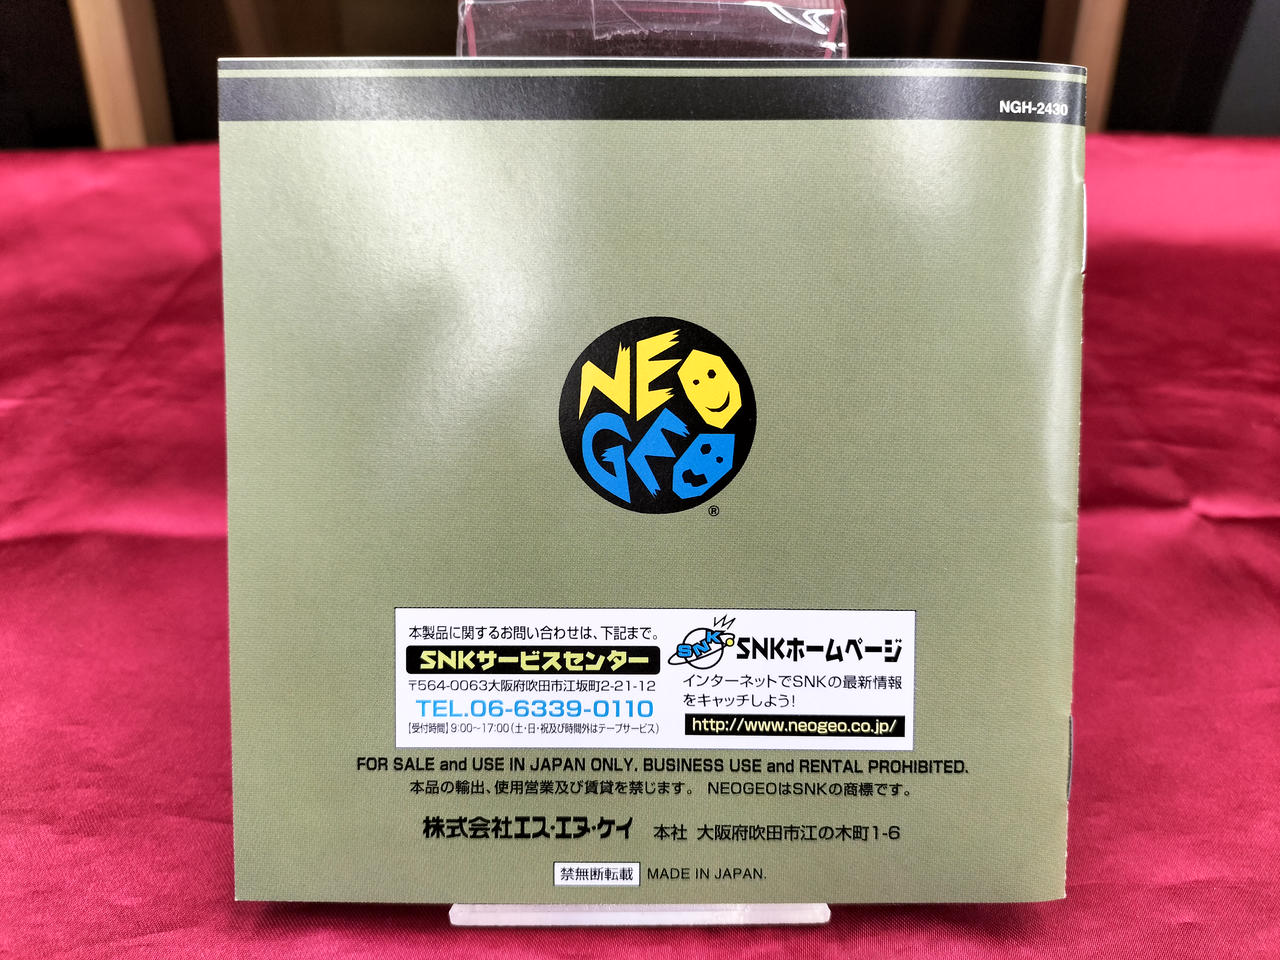 NGH-2430
NEO
GEO
®
本製品に関するお問い合わせは、下記まで。
SNKサービスセンター
〒564-0063大阪府吹田市江坂町2-21-12
TEL.06-6339-0110
【受付時間】9:00〜17:00(土・日・祝及び時間外はテープサービス)
SNK
SNKホームページ
インターネットでSNKの最新情報
をキャッチしよう!
http://www.neogeo.co.jp/
FOR SALE and USE IN JAPAN ONLY. BUSINESS USE and RENTAL PROHIBITED.
本品の輸出、使用営業及び賃貸を禁じます。 NEOGEOはSNKの商標です。
株式会社エス・エヌ・ケイ 本社 大阪府吹田市江の木町1-6
禁無断転載 MADE IN JAPAN.